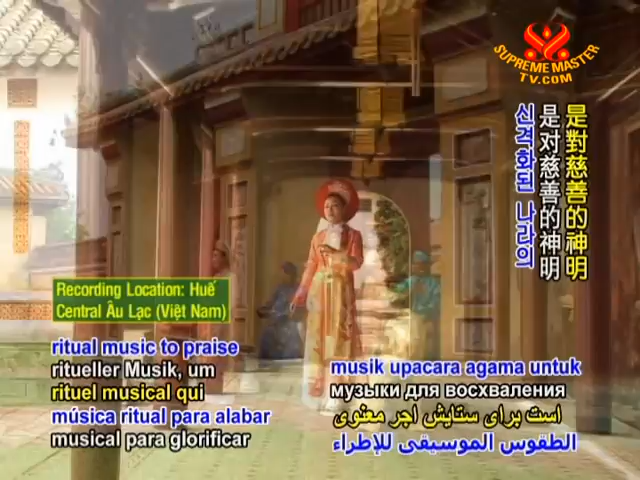 SUPREME MASTER
TV.COM
是對慈善的神明
是对慈善的神明
신격화된 나라의
Recording Location: Huế
Central Âu Lạc (Việt Nam)
ritual music to praise
ritueller Musik, um
rituel musical qui
música ritual para alabar
musical para glorificar
musik upacara agama untuk
музыки для восхваления
است برای ستایش اجر معنوی
الطقوس الموسيقى للإطراء